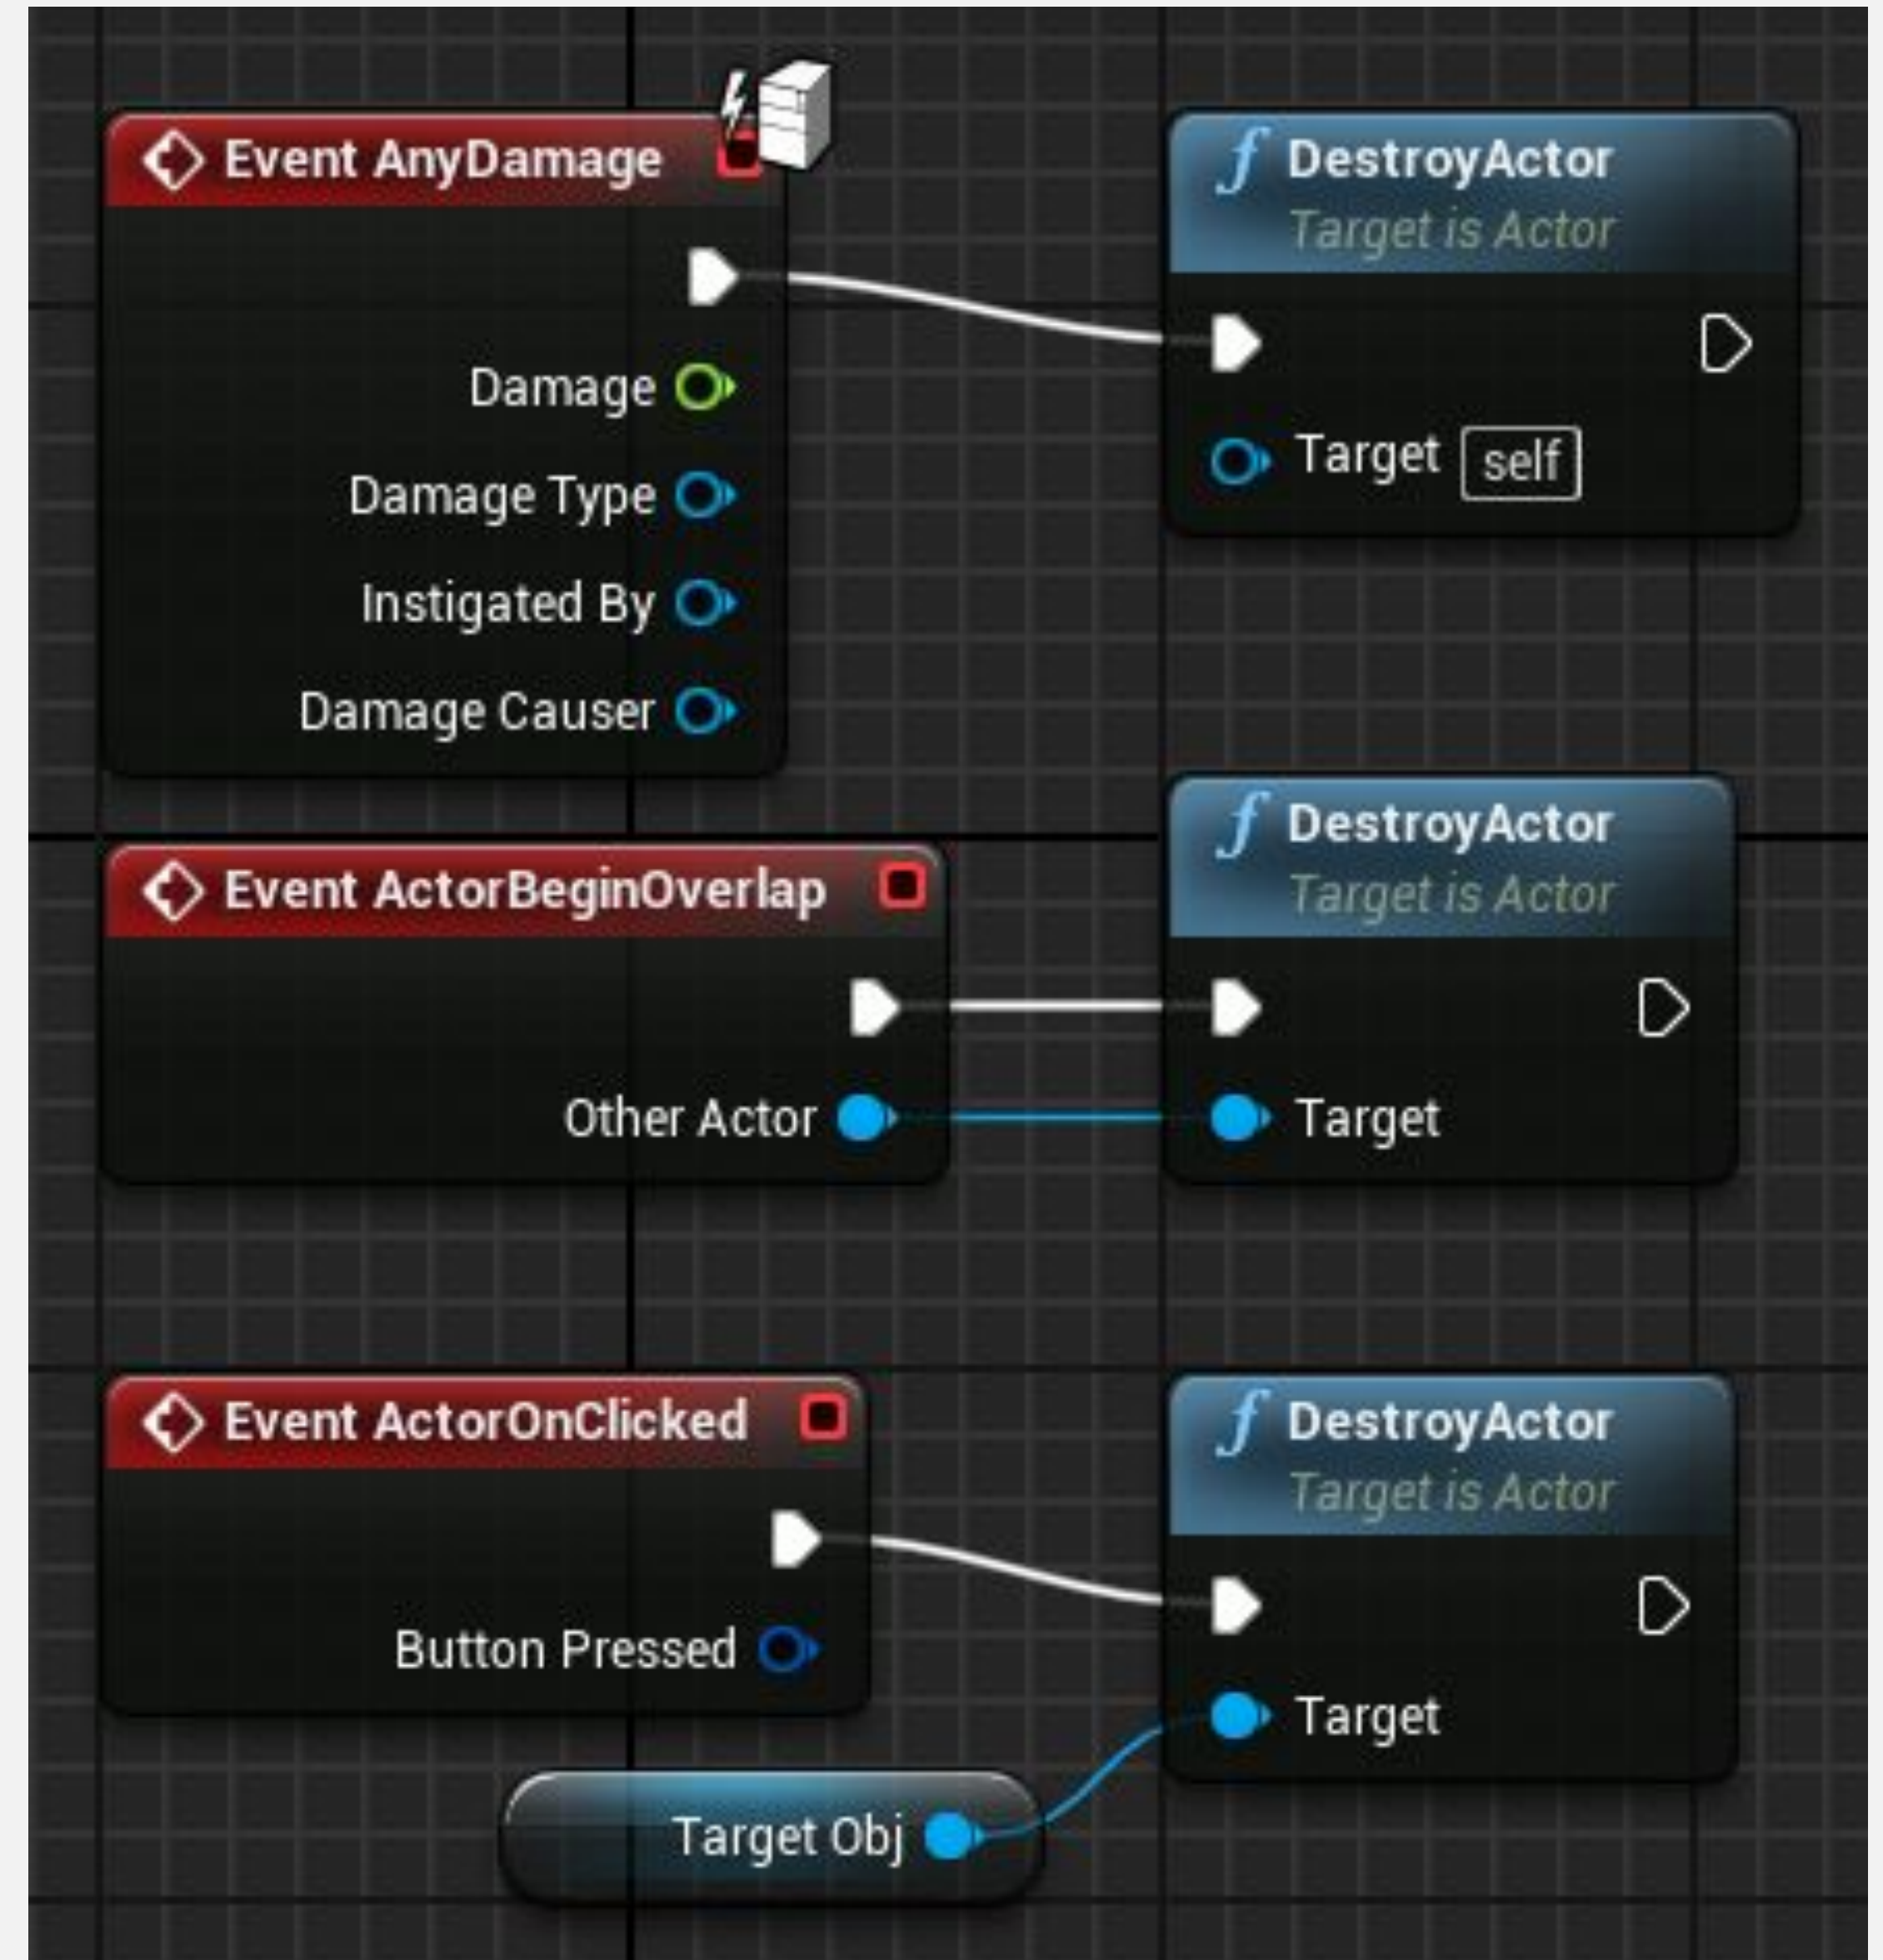 Event AnyDamage
Damage
Damage Type
Instigated By
Damage Causer
f DestroyActor
Target is Actor
Target self
Event ActorBeginOverlap
Other Actor
f DestroyActor
Target is Actor
Target
Event ActorOnClicked
Button Pressed
Target Obj
f DestroyActor
Target is Actor
Target